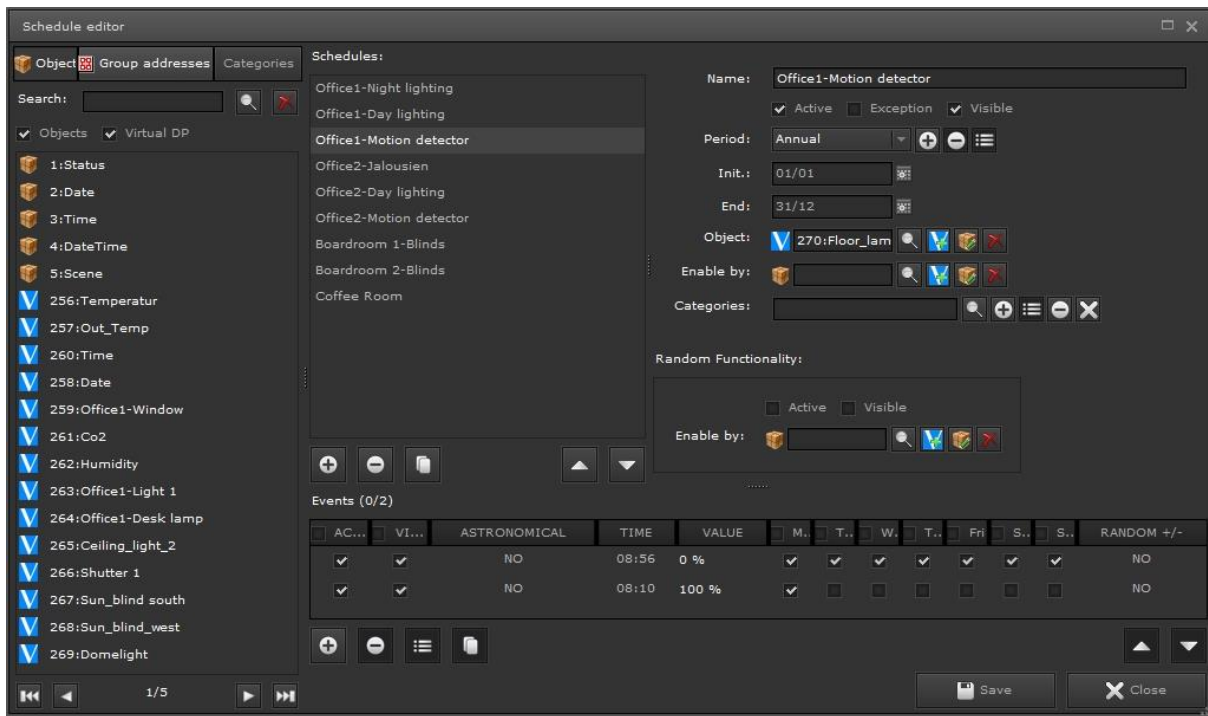 Schedule editor
Object Group addresses Categories
Search:
Objects Virtual DP
1:Status
2:Date
3:Time
4:DateTime
5:Scene
256:Temperatur
257:Out_Temp
260:Time
258:Date
259:Office1-Window
261:Co2
262:Humidity
263:Office1-Light 1
264:Office1-Desk lamp
265:Ceiling_light_2
266:Shutter 1
267:Sun_blind south
268:Sun_blind_west
269:Domelight
1/5
Schedules:
Office1-Night lighting
Office1-Day lighting
Office1-Motion detector
Office2-Jalousien
Office2-Day lighting
Office2-Motion detector
Boardroom 1-Blinds
Boardroom 2-Blinds
Coffee Room
Name: Office1-Motion detector
Active Exception Visible
Period: Annual
Init.: 01/01
End: 31/12
Object: 270:Floor_lam
Enable by:
Categories:
Random Functionality:
Active Visible
Enable by:
Events (0/2)
AC... VI... ASTRONOMICAL TIME VALUE M.. T.. W. T.. Fri S.. S.. RANDOM +/-
NO 08:56 0 % NO
NO 08:10 100 % NO
Save Close